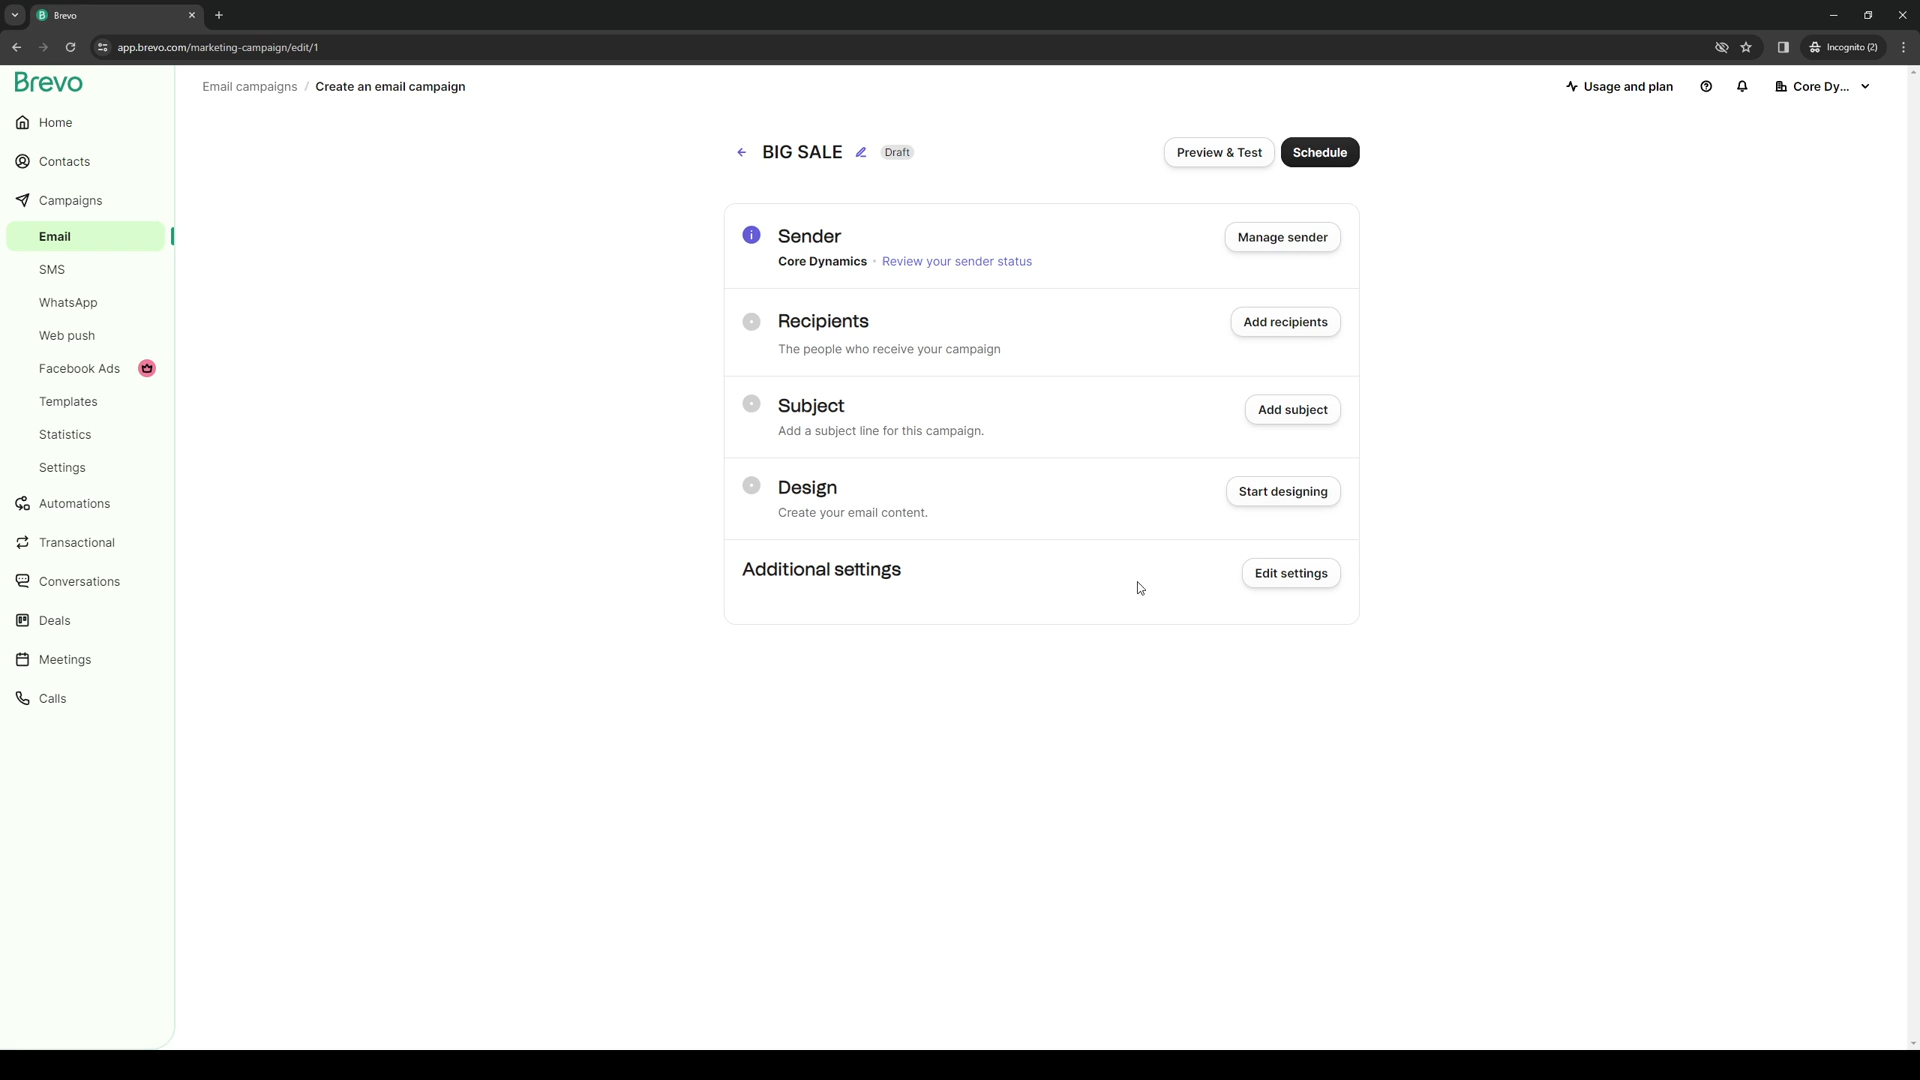 Brevo
app.brevo.com/marketing-campaign/edit/1
Incognito (2)
Brevo
Email campaigns / Create an email campaign
Usage and plan
Core Dy...
Home
Contacts
Campaigns
Email
SMS
WhatsApp
Web push
Facebook Ads
Templates
Statistics
Settings
Automations
Transactional
Conversations
Deals
Meetings
Calls
BIG SALE
Draft
Preview & Test
Schedule
Sender
Manage sender
Core Dynamics · Review your sender status
Recipients
Add recipients
The people who receive your campaign
Subject
Add subject
Add a subject line for this campaign.
Design
Start designing
Create your email content.
Additional settings
Edit settings